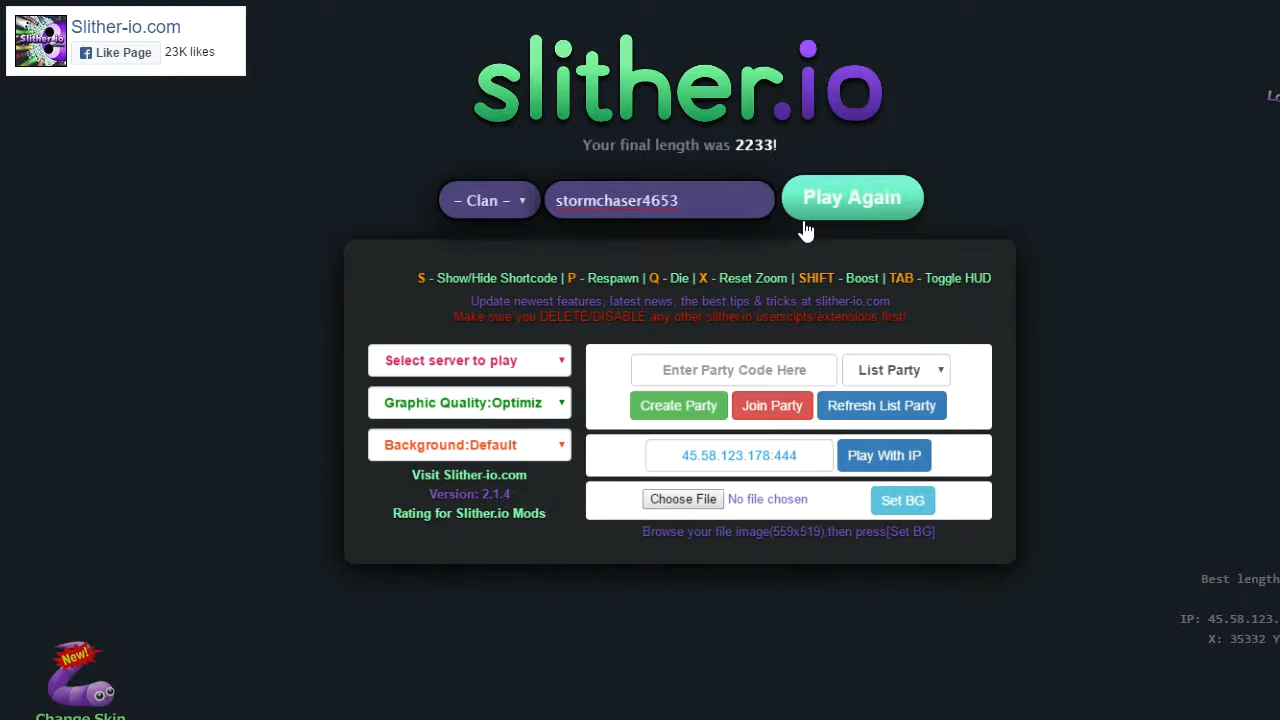 Slither-io.com
Like Page 23K likes
slither.io
Your final length was 2233!
– Clan – stormchaser4653 Play Again
S - Show/Hide Shortcode | P - Respawn | Q - Die | X - Reset Zoom | SHIFT - Boost | TAB - Toggle HUD
Update newest features, latest news, the best tips & tricks at slither-io.com
Make sure you DELETE/DISABLE any other slither.io userscipts/extensions first!
Select server to play
Graphic Quality:Optimiz
Background:Default
Visit Slither-io.com
Version: 2.1.4
Rating for Slither.io Mods
Enter Party Code Here List Party
Create Party Join Party Refresh List Party
45.58.123.178:444 Play With IP
Choose File No file chosen Set BG
Browse your file image(559x519),then press[Set BG]
Best length
IP: 45.58.123.
X: 35332 Y
New!
Change Skin